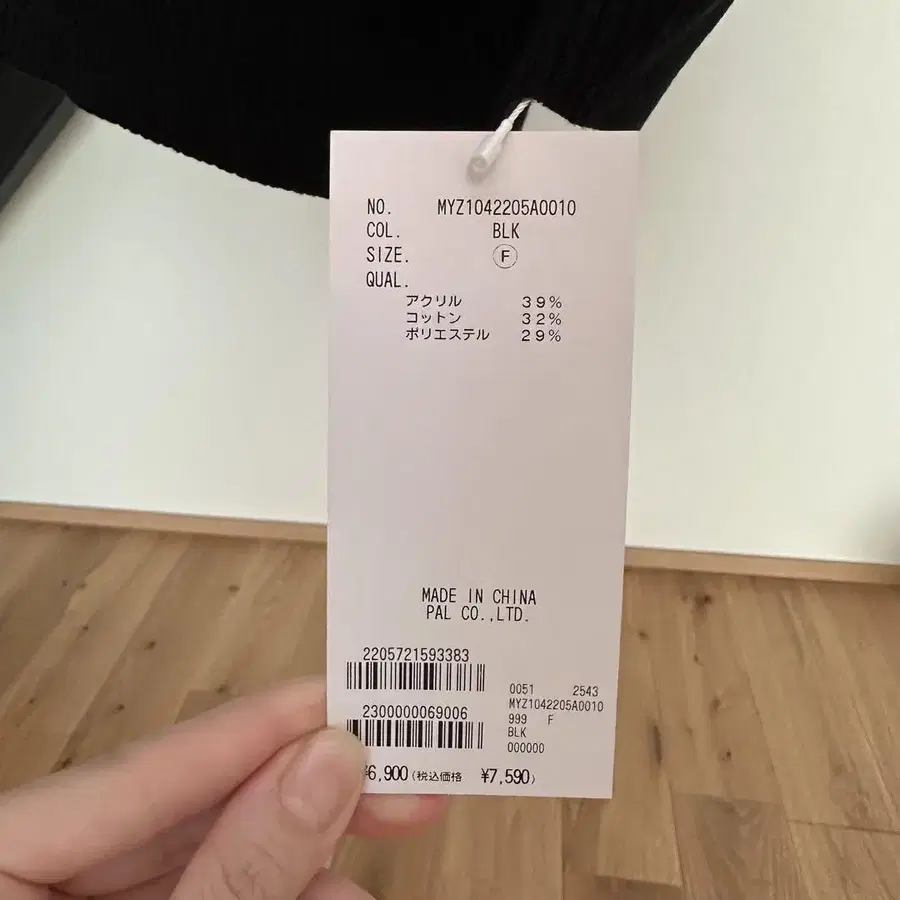 NO. MYZ1042205A0010
COL. BLK
SIZE. F
QUAL.
アクリル 39%
コットン 32%
ポリエステル 29%
MADE IN CHINA
PAL CO.,LTD.
2205721593383
2300000069006
0051 2543
MYZ1042205A0010
999 F
BLK
000000
¥6,900(税込価格 ¥7,590)